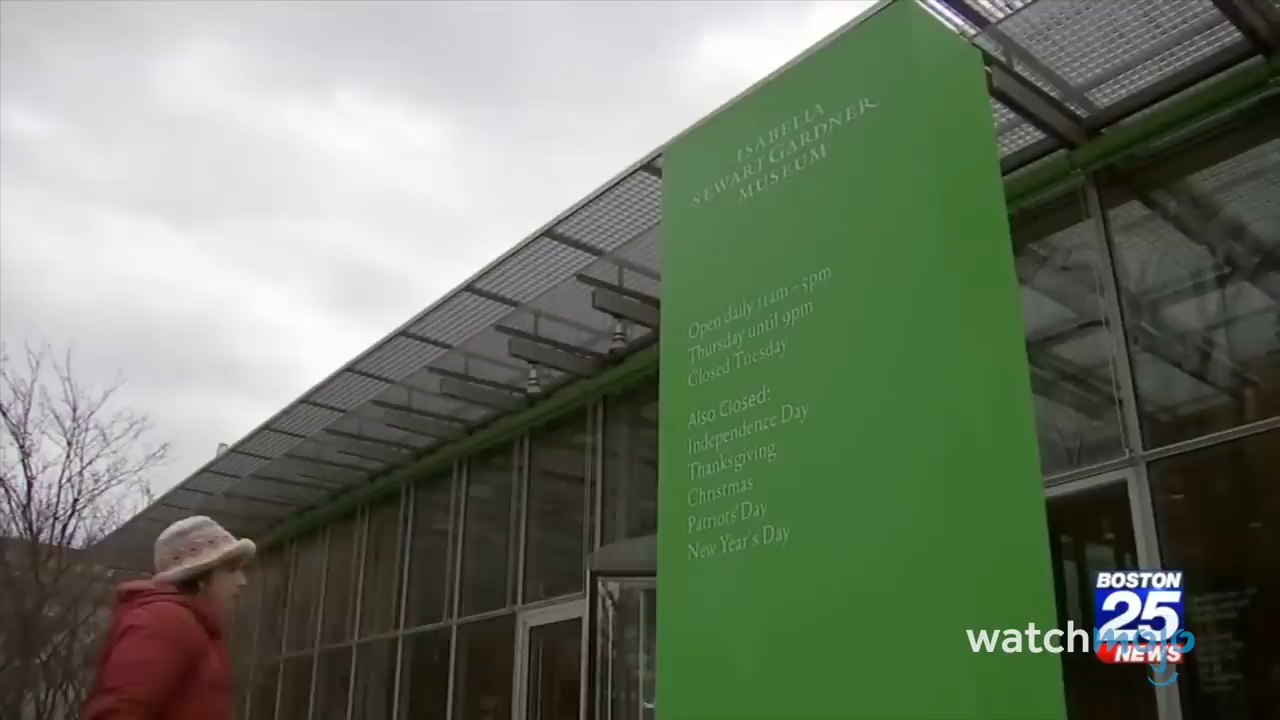 ISABELLA
STEWART GARDNER
MUSEUM
Open daily 11am – 5pm
Thursday until 9pm
Closed Tuesday
Also Closed:
Independence Day
Thanksgiving
Christmas
Patriots' Day
New Year's Day
BOSTON
25
NEWS
watchmojo